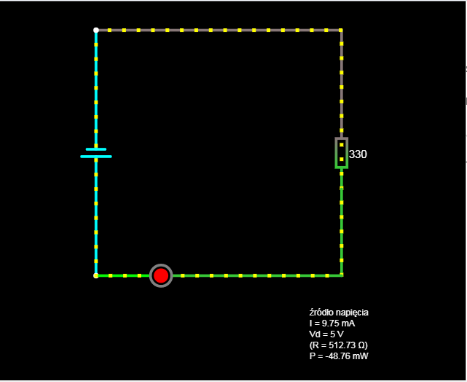 330
źródło napięcia
I = 9.75 mA
Vd = 5 V
(R = 512.73 Ω)
P = -48.76 mW